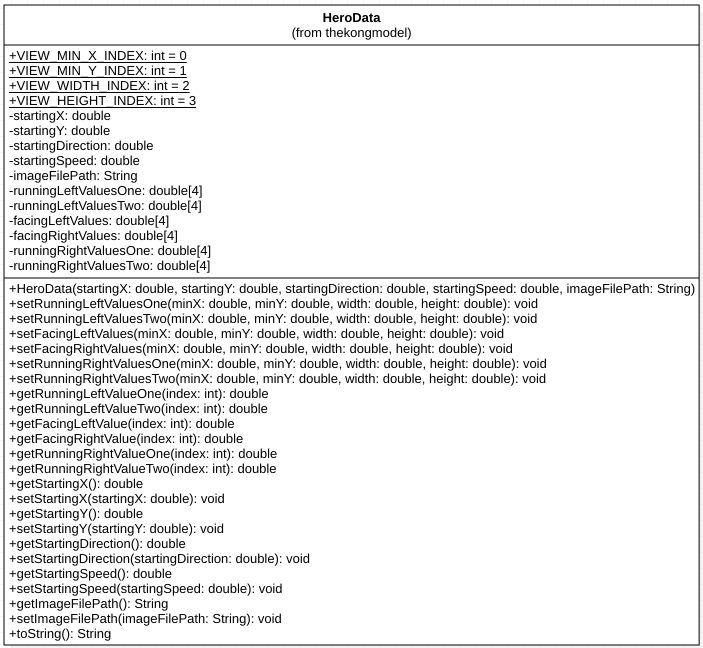 HeroData
(from thekongmodel)
+VIEW_MIN_X_INDEX: int = 0
+VIEW_MIN_Y_INDEX: int = 1
+VIEW_WIDTH_INDEX: int = 2
+VIEW_HEIGHT_INDEX: int = 3
-startingX: double
-startingY: double
-startingDirection: double
-startingSpeed: double
-imageFilePath: String
-runningLeftValuesOne: double[4]
-runningLeftValuesTwo: double[4]
-facingLeftValues: double[4]
-facingRightValues: double[4]
-runningRightValuesOne: double[4]
-runningRightValuesTwo: double[4]
+HeroData(startingX: double, startingY: double, startingDirection: double, startingSpeed: double, imageFilePath: String)
+setRunningLeftValuesOne(minX: double, minY: double, width: double, height: double): void
+setRunningLeftValuesTwo(minX: double, minY: double, width: double, height: double): void
+setFacingLeftValues(minX: double, minY: double, width: double, height: double): void
+setFacingRightValues(minX: double, minY: double, width: double, height: double): void
+setRunningRightValuesOne(minX: double, minY: double, width: double, height: double): void
+setRunningRightValuesTwo(minX: double, minY: double, width: double, height: double): void
+getRunningLeftValueOne(index: int): double
+getRunningLeftValueTwo(index: int): double
+getFacingLeftValue(index: int): double
+getFacingRightValue(index: int): double
+getRunningRightValueOne(index: int): double
+getRunningRightValueTwo(index: int): double
+getStartingX(): double
+setStartingX(startingX: double): void
+getStartingY(): double
+setStartingY(startingY: double): void
+getStartingDirection(): double
+setStartingDirection(startingDirection: double): void
+getStartingSpeed(): double
+setStartingSpeed(startingSpeed: double): void
+getImageFilePath(): String
+setImageFilePath(imageFilePath: String): void
+toString(): String